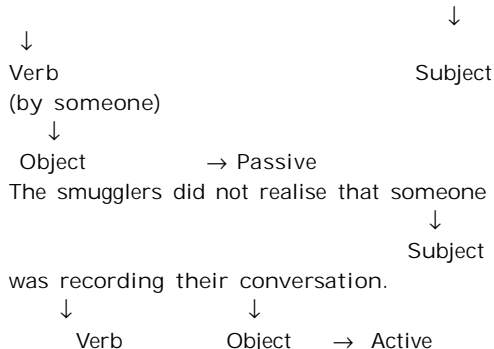 ↓
↓
Verb Subject
(by someone)
↓
Object → Passive
The smugglers did not realise that someone
↓
Subject
was recording their conversation.
↓ ↓
Verb Object → Active